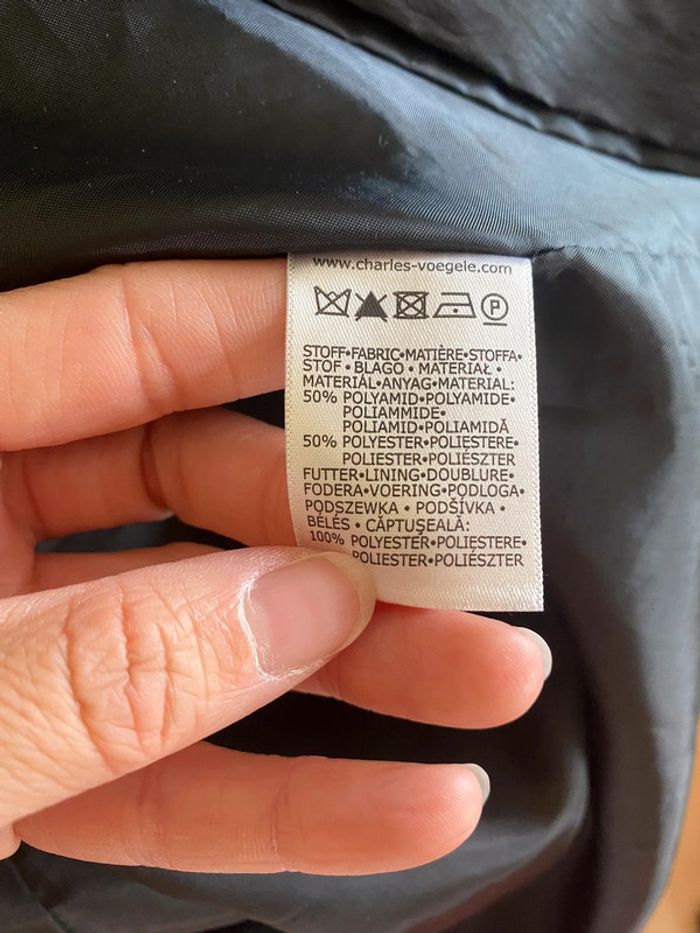 www.charles-voegele.com
P
STOFF•FABRIC•MATIÈRE•STOFFA•
STOF • BLAGO • MATERIAŁ •
MATERIÁL•ANYAG•MATERIAL:
50% POLYAMID•POLYAMIDE•
POLIAMMIDE•
POLIAMID•POLIAMIDĂ
50% POLYESTER•POLIESTERE•
POLIESTER•POLIÉSZTER
FUTTER•LINING•DOUBLURE•
FODERA•VOERING•PODLOGA•
PODSZEWKA • PODŠÍVKA •
BÉLÉS • CĂPTUȘEALĂ:
100% POLYESTER•POLIESTERE•
POLIESTER•POLIÉSZTER